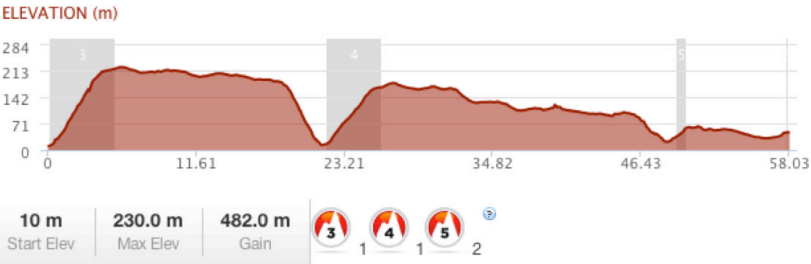 ELEVATION (m)
284
3
4
5
213
142
71
0
0 11.61 23.21 34.82 46.43 58.03
10 m 230.0 m 482.0 m
Start Elev Max Elev Gain
3 1 4 1 5 2 ?